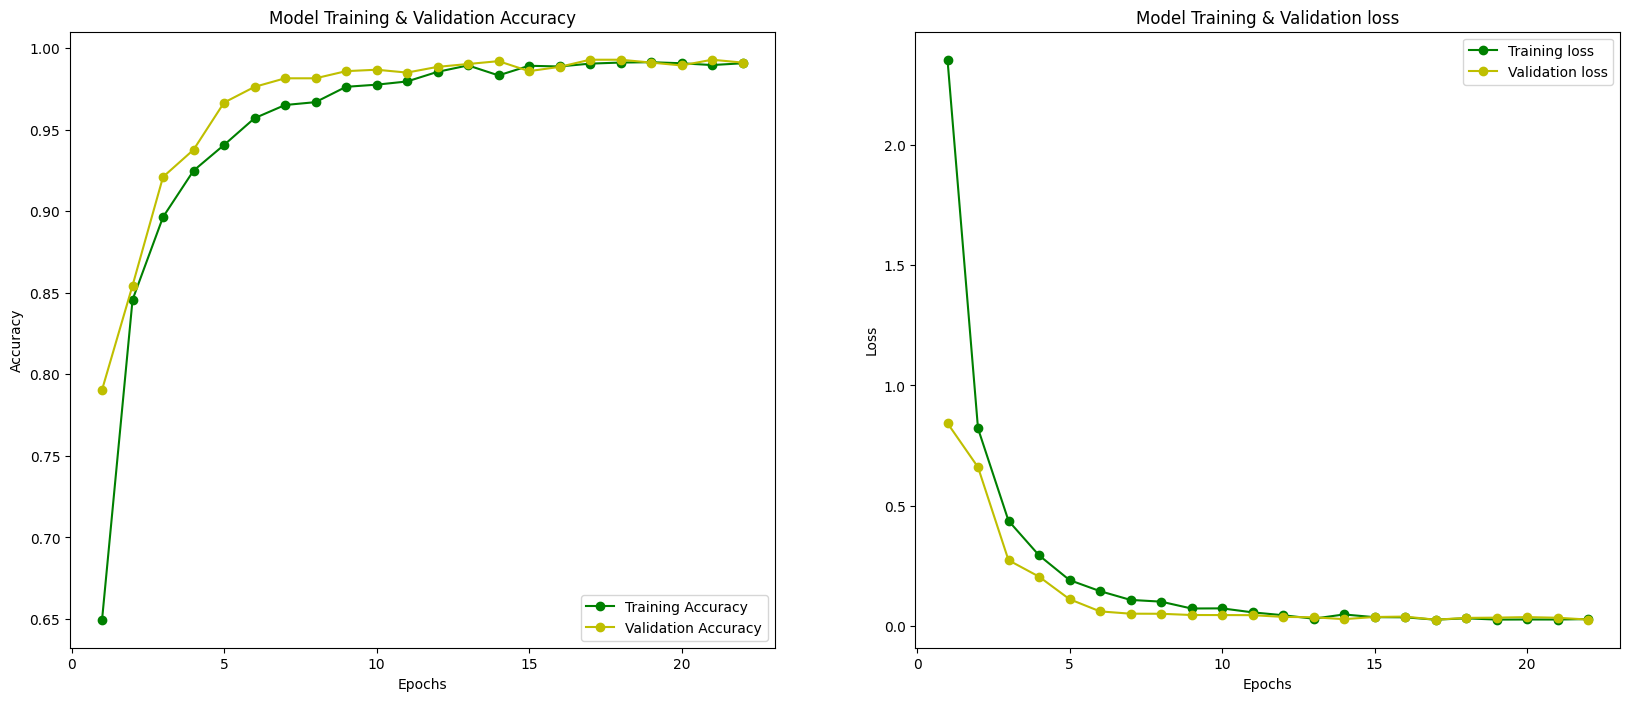 Model Training & Validation Accuracy
1.00
0.95
0.90
0.85
0.80
0.75
0.70
0.65
Accuracy
Training Accuracy
Validation Accuracy
0 5 10 15 20
Epochs
Model Training & Validation loss
Training loss
Validation loss
2.0
1.5
1.0
0.5
0.0
Loss
0 5 10 15 20
Epochs